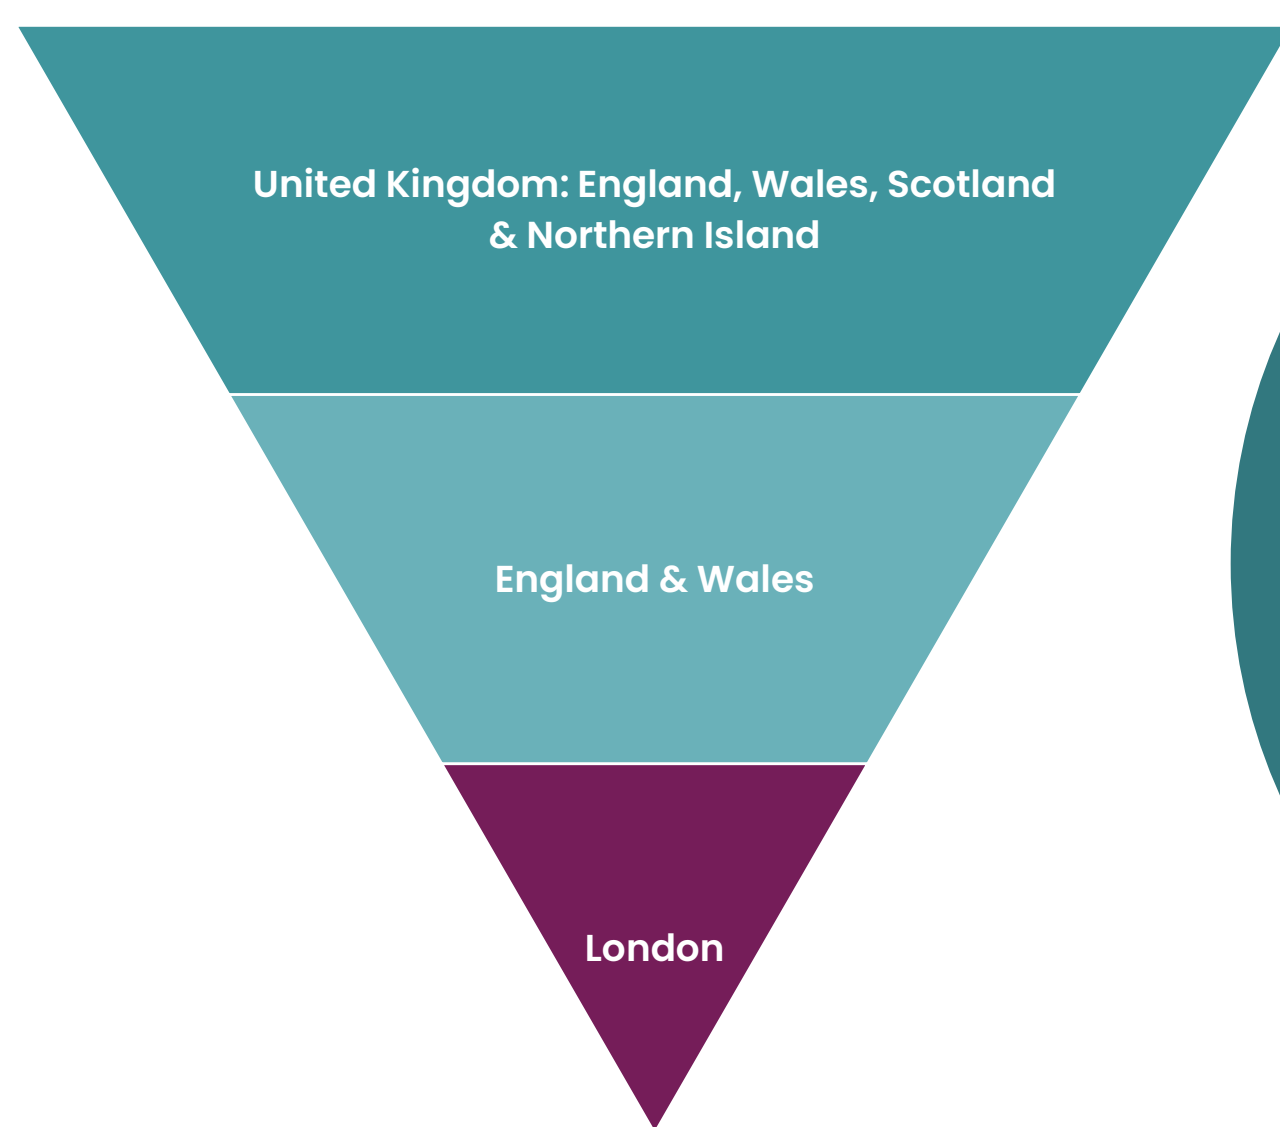 United Kingdom: England, Wales, Scotland
& Northern Island
England & Wales
London